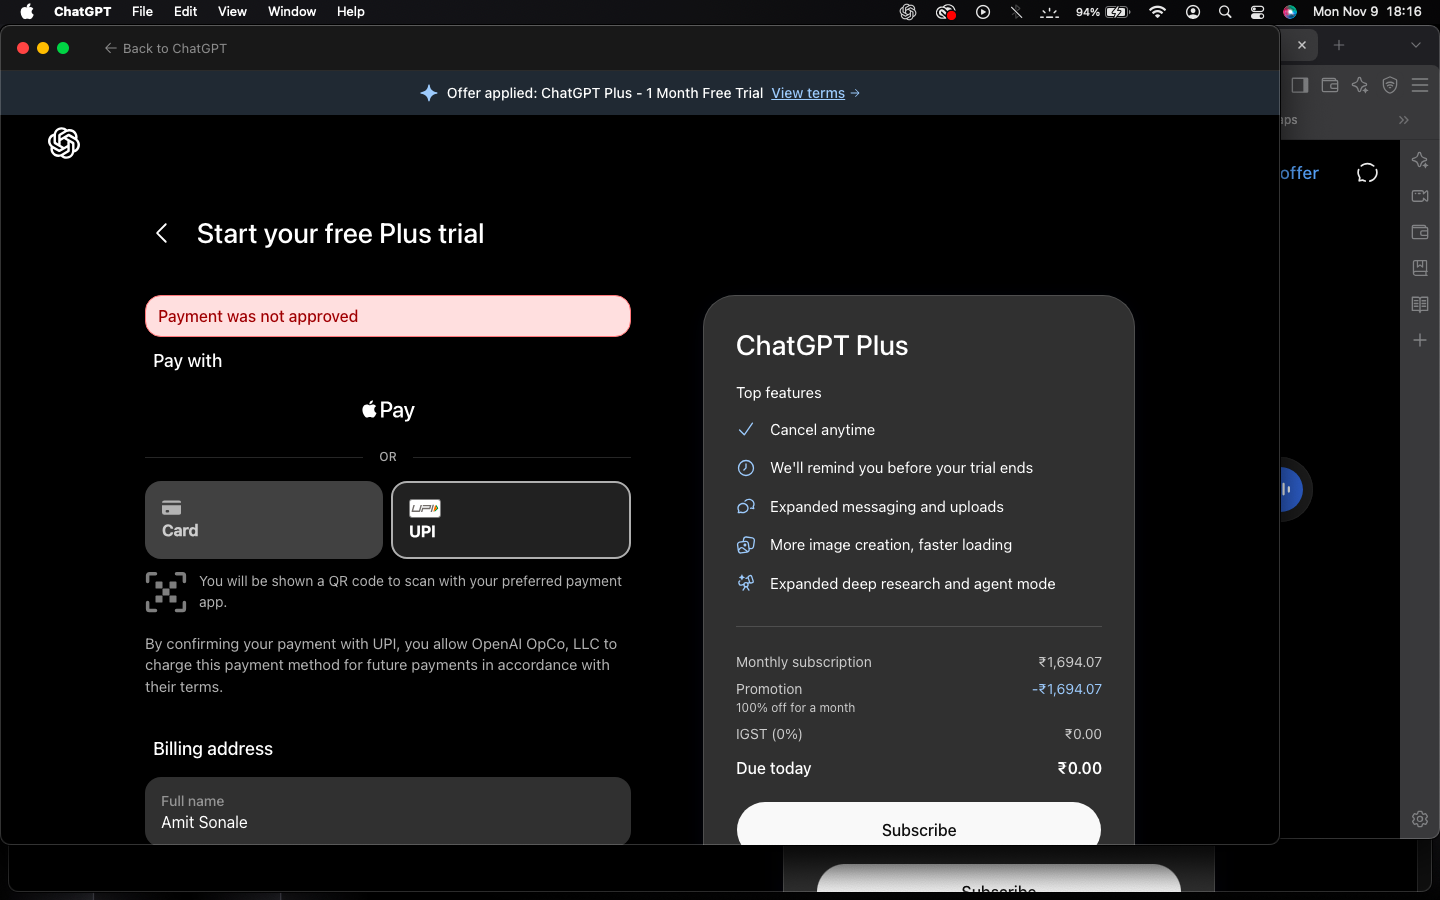 ChatGPT File Edit View Window Help 94% Mon Nov 9 18:16
Back to ChatGPT
Offer applied: ChatGPT Plus - 1 Month Free Trial View terms
offer
Start your free Plus trial
Payment was not approved
Pay with
Pay
OR
Card
UPI
UPI
You will be shown a QR code to scan with your preferred payment
app.
By confirming your payment with UPI, you allow OpenAI OpCo, LLC to
charge this payment method for future payments in accordance with
their terms.
Billing address
Full name
Amit Sonale
ChatGPT Plus
Top features
Cancel anytime
We'll remind you before your trial ends
Expanded messaging and uploads
More image creation, faster loading
Expanded deep research and agent mode
Monthly subscription ₹1,694.07
Promotion -₹1,694.07
100% off for a month
IGST (0%) ₹0.00
Due today ₹0.00
Subscribe
Subscribe